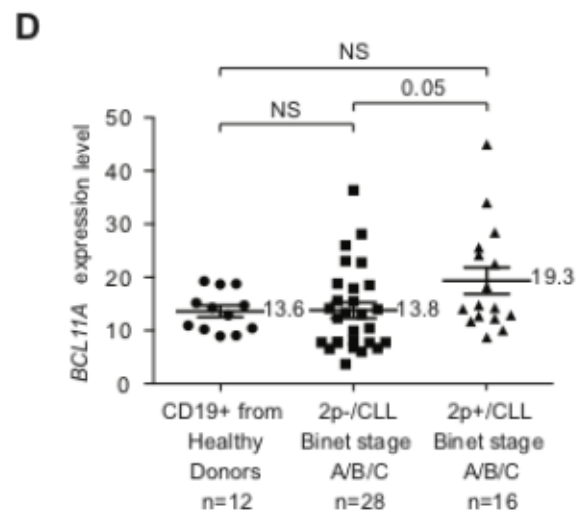 D
NS
0.05
NS
BCL11A expression level
50
40
30
20
10
0
13.6
13.8
19.3
CD19+ from
Healthy
Donors
n=12
2p-/CLL
Binet stage
A/B/C
n=28
2p+/CLL
Binet stage
A/B/C
n=16